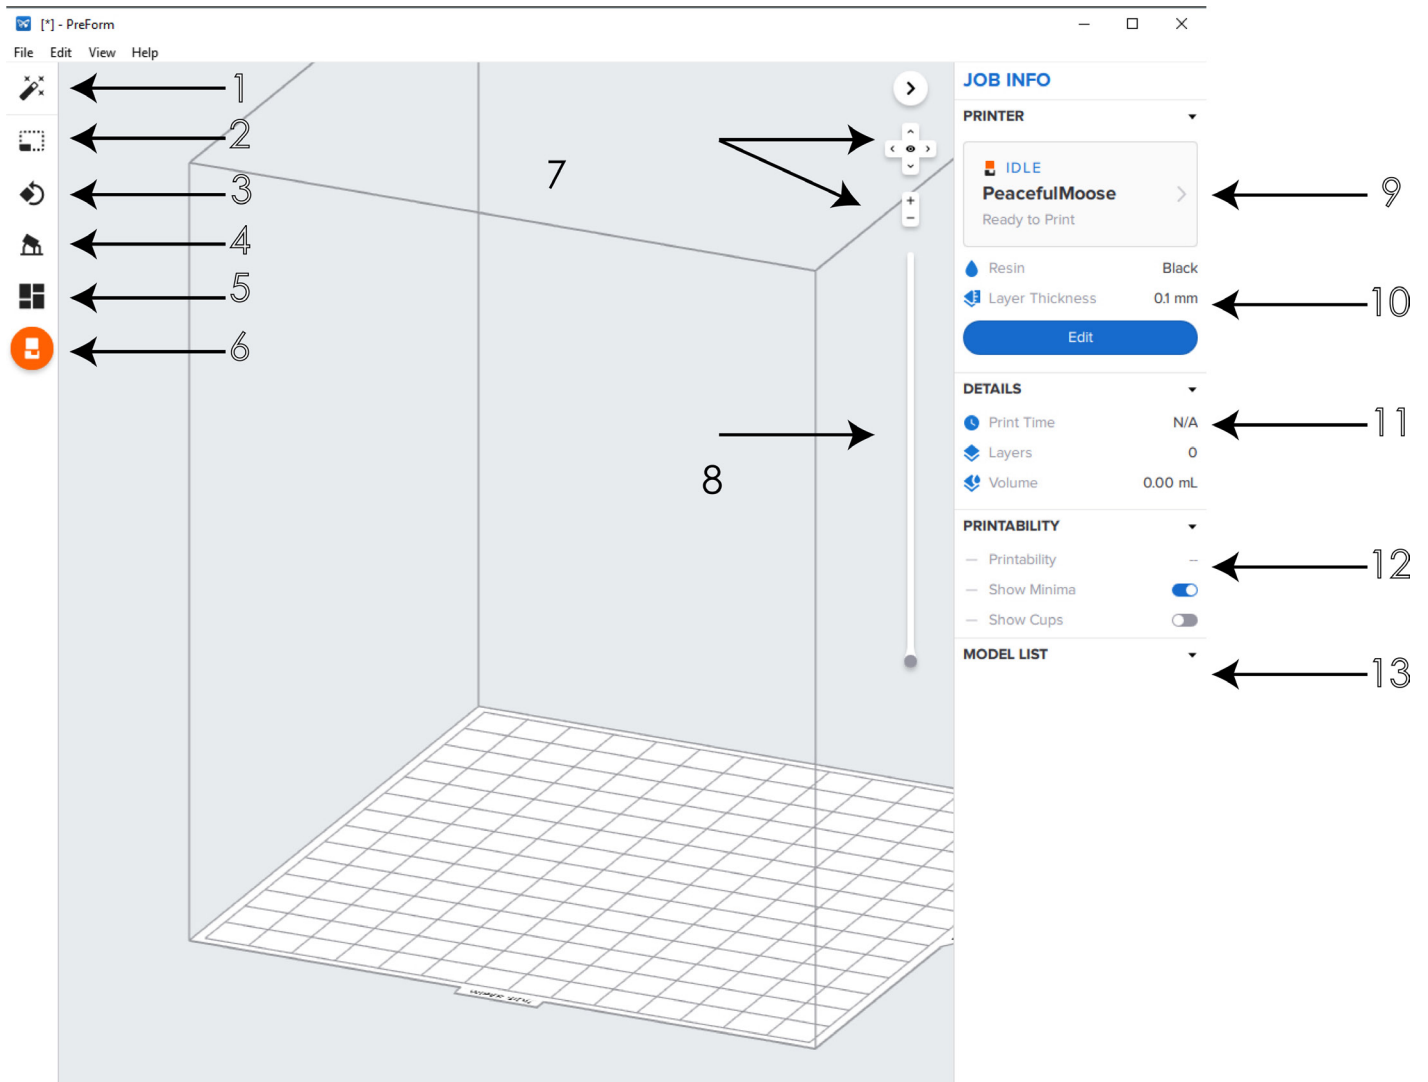 [*] - PreForm
File Edit View Help
1
2
3
4
5
6
7
8
JOB INFO
PRINTER
IDLE
PeacefulMoose
Ready to Print
9
Resin Black
Layer Thickness 0.1 mm
10
Edit
DETAILS
Print Time N/A
11
Layers 0
Volume 0.00 mL
PRINTABILITY
Printability --
12
Show Minima
Show Cups
MODEL LIST
13